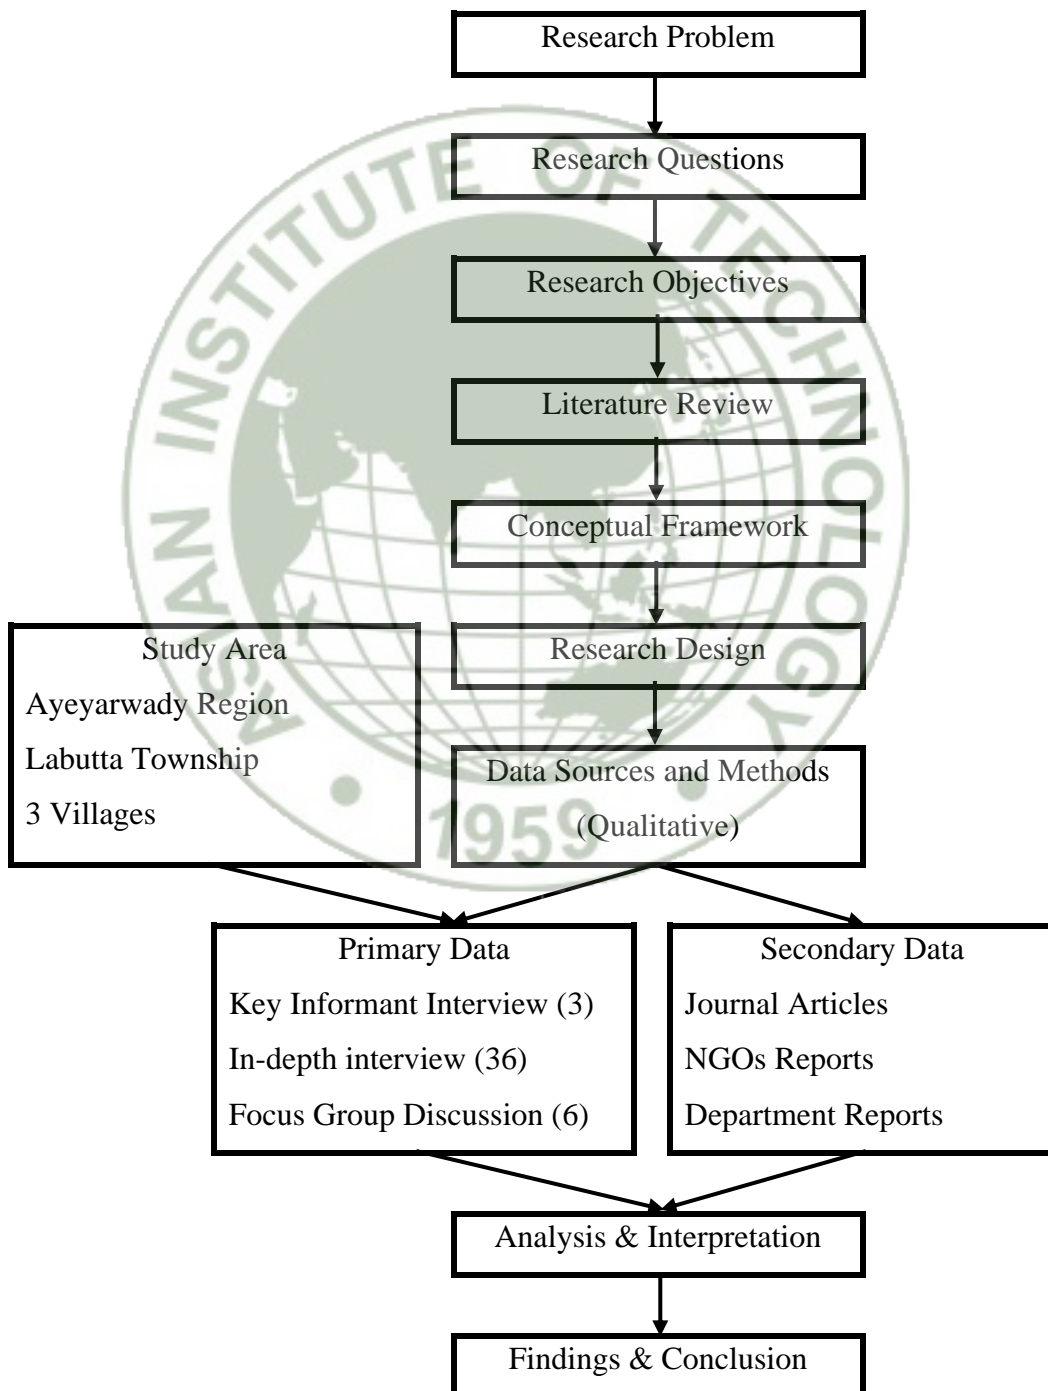 Research Problem
Research Questions
Research Objectives
Literature Review
Conceptual Framework
Research Design
Study Area
Ayeyarwady Region
Labutta Township
3 Villages
Data Sources and Methods
(Qualitative)
Primary Data
Key Informant Interview (3)
In-depth interview (36)
Focus Group Discussion (6)
Secondary Data
Journal Articles
NGOs Reports
Department Reports
Analysis & Interpretation
Findings & Conclusion
ASIAN INSTITUTE OF TECHNOLOGY
• 1959 •